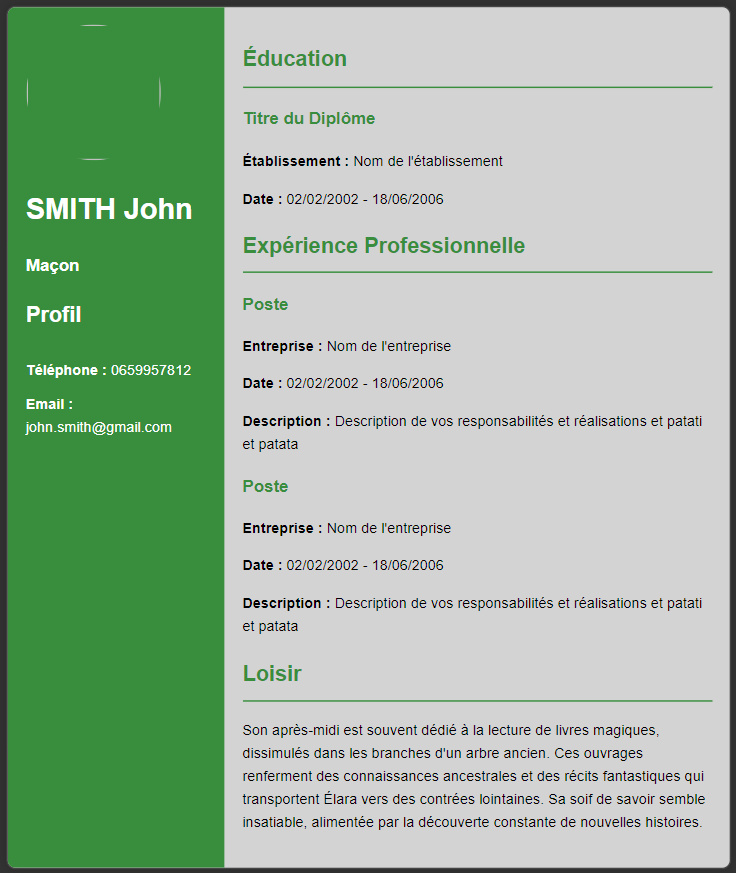 SMITH John
Maçon
Profil
Téléphone : 0659957812
Email :
john.smith@gmail.com
Éducation
Titre du Diplôme
Établissement : Nom de l'établissement
Date : 02/02/2002 - 18/06/2006
Expérience Professionnelle
Poste
Entreprise : Nom de l'entreprise
Date : 02/02/2002 - 18/06/2006
Description : Description de vos responsabilités et réalisations et patati
et patata
Poste
Entreprise : Nom de l'entreprise
Date : 02/02/2002 - 18/06/2006
Description : Description de vos responsabilités et réalisations et patati
et patata
Loisir
Son après-midi est souvent dédié à la lecture de livres magiques,
dissimulés dans les branches d'un arbre ancien. Ces ouvrages
renferment des connaissances ancestrales et des récits fantastiques qui
transportent Élara vers des contrées lointaines. Sa soif de savoir semble
insatiable, alimentée par la découverte constante de nouvelles histoires.